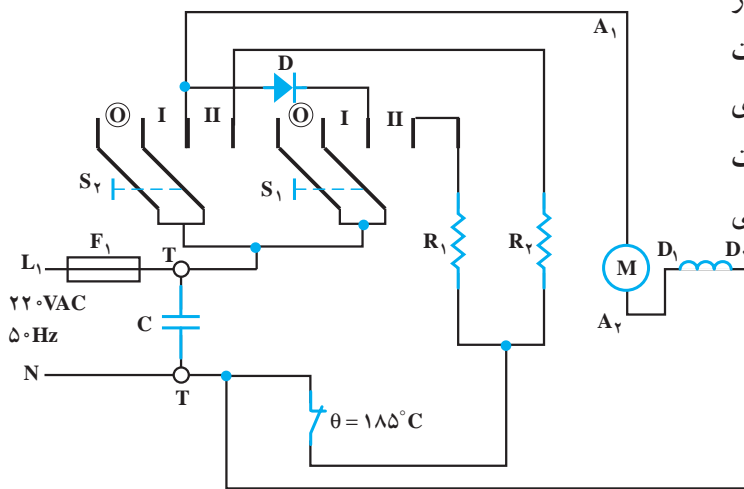 A۱
D
O I II O I II
S۲ S۱
R۱ R۲ D۱
F۱ T M
L۱
۲۲۰VAC C A۲
۵۰Hz
N
T θ = ۱۸۵°C